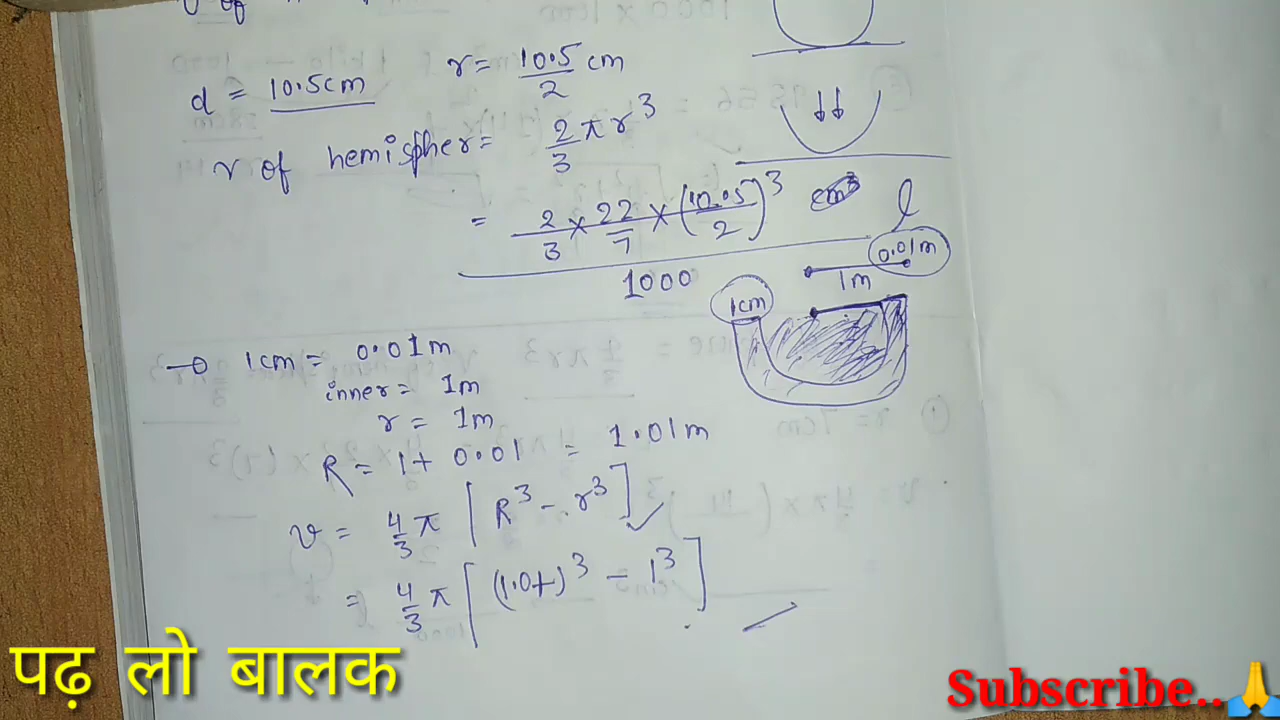 d = 10.5cm r = 10.5/2 cm
v of hemispher = 2/3 π r³
= 2/3 × 22/7 × (10.5/2)³ l
1000
0.01m
1m
1cm
→ 1cm = 0.01m
inner = 1m
r = 1m
R = 1 + 0.01 = 1.01m
v = 4/3 π [R³ - r³]
= 4/3 π [(1.01)³ - 1³]
पढ़ लो बालक
Subscribe..🙏